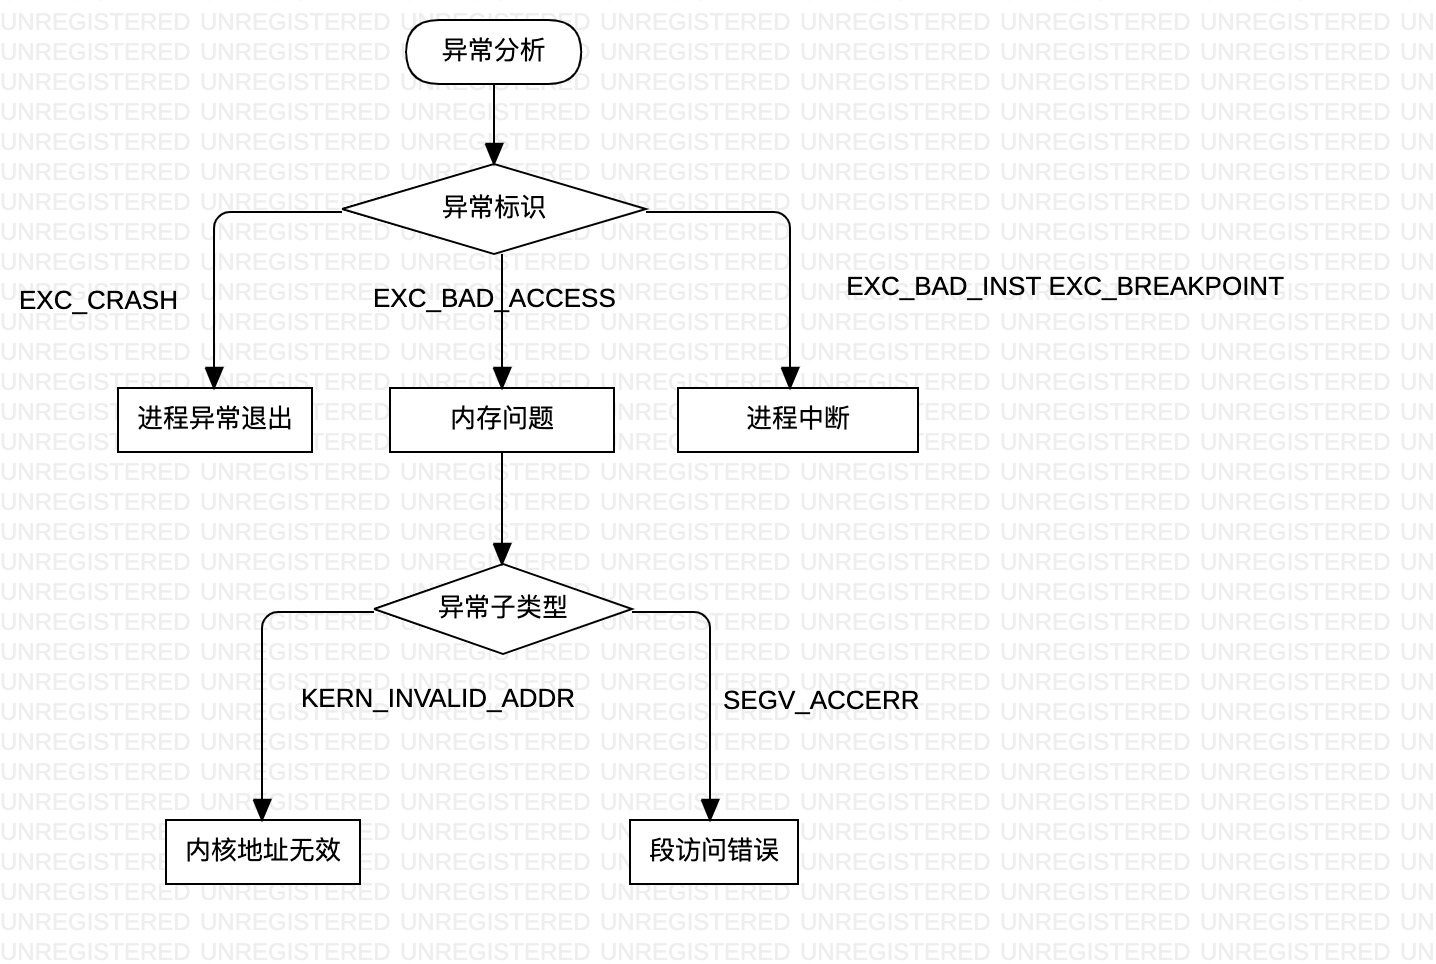 异常分析
异常标识
EXC_CRASH
EXC_BAD_ACCESS
EXC_BAD_INST EXC_BREAKPOINT
进程异常退出
内存问题
进程中断
异常子类型
KERN_INVALID_ADDR
SEGV_ACCERR
内核地址无效
段访问错误